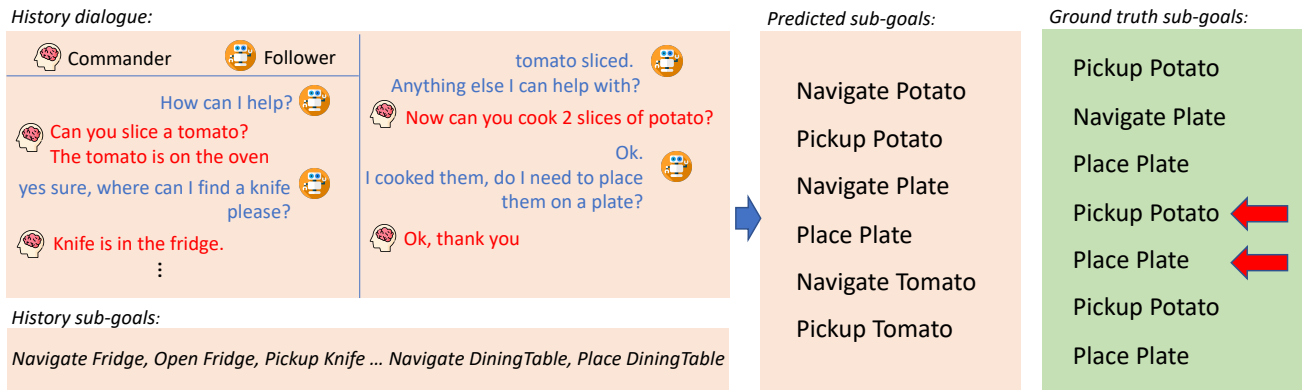 History dialogue:
Commander
Follower
How can I help?
Can you slice a tomato?
The tomato is on the oven
yes sure, where can I find a knife
please?
Knife is in the fridge.
⋮
tomato sliced.
Anything else I can help with?
Now can you cook 2 slices of potato?
Ok.
I cooked them, do I need to place
them on a plate?
Ok, thank you
History sub-goals:
Navigate Fridge, Open Fridge, Pickup Knife ... Navigate DiningTable, Place DiningTable
Predicted sub-goals:
Navigate Potato
Pickup Potato
Navigate Plate
Place Plate
Navigate Tomato
Pickup Tomato
Ground truth sub-goals:
Pickup Potato
Navigate Plate
Place Plate
Pickup Potato
Place Plate
Pickup Potato
Place Plate